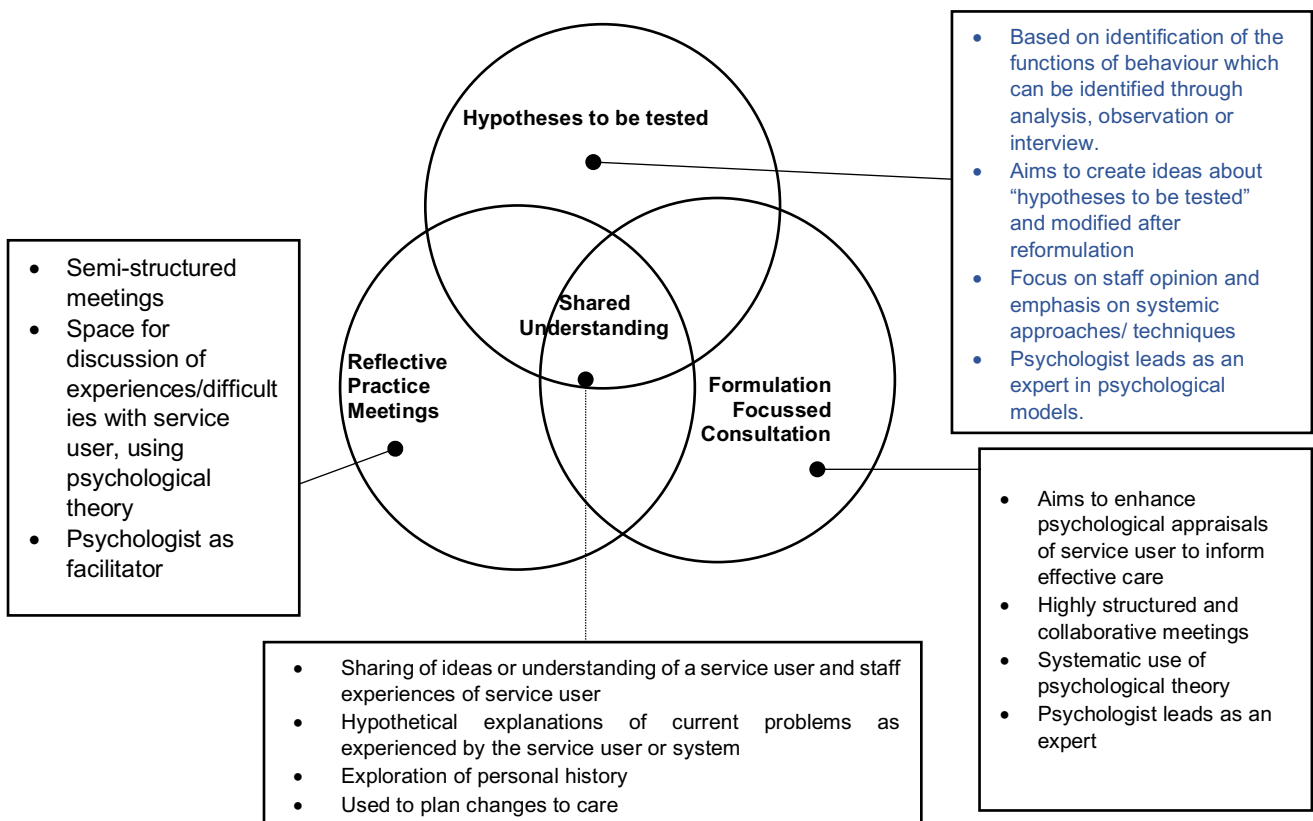 Hypotheses to be tested
• Based on identification of the
functions of behaviour which
can be identified through
analysis, observation or
interview.
• Aims to create ideas about
“hypotheses to be tested”
and modified after
reformulation
• Focus on staff opinion and
emphasis on systemic
approaches/ techniques
• Psychologist leads as an
expert in psychological
models.
• Semi-structured
meetings
• Space for
discussion of
experiences/difficult
ies with service
user, using
psychological
theory
• Psychologist as
facilitator
Shared
Understanding
Reflective
Practice
Meetings
Formulation
Focussed
Consultation
• Aims to enhance
psychological appraisals
of service user to inform
effective care
• Highly structured and
collaborative meetings
• Systematic use of
psychological theory
• Psychologist leads as an
expert
• Sharing of ideas or understanding of a service user and staff
experiences of service user
• Hypothetical explanations of current problems as
experienced by the service user or system
• Exploration of personal history
• Used to plan changes to care